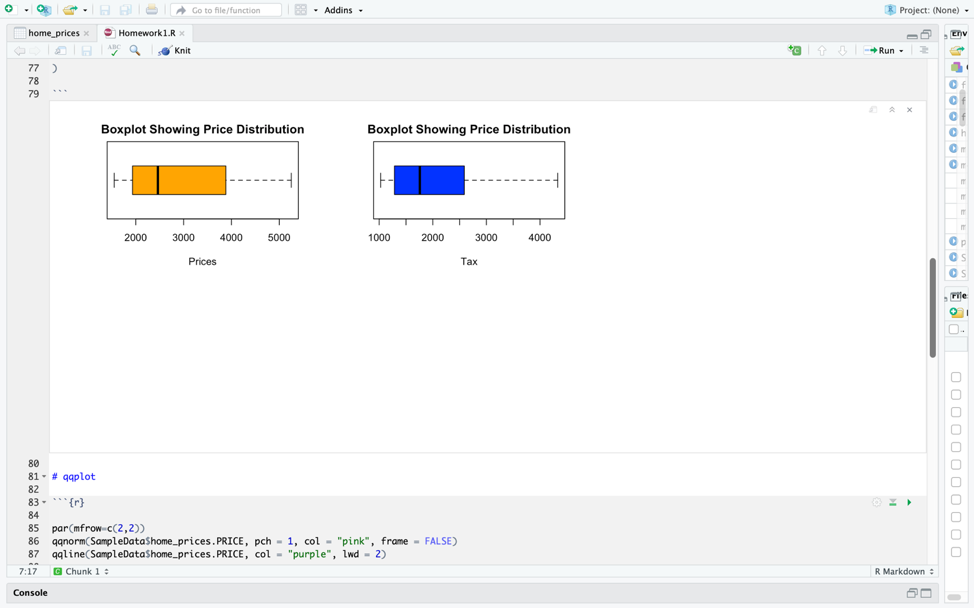 Go to file/function
Addins
Project: (None)
home_prices
Homework1.R
ABC
Knit
Run
77 )
78
79 ```
Boxplot Showing Price Distribution
2000 3000 4000 5000
Prices
Boxplot Showing Price Distribution
1000 2000 3000 4000
Tax
80
81 # qqplot
82
83 ```{r}
84
85 par(mfrow=c(2,2))
86 qqnorm(SampleData$home_prices.PRICE, pch = 1, col = "pink", frame = FALSE)
87 qqline(SampleData$home_prices.PRICE, col = "purple", lwd = 2)
7:17 Chunk 1 R Markdown
Console